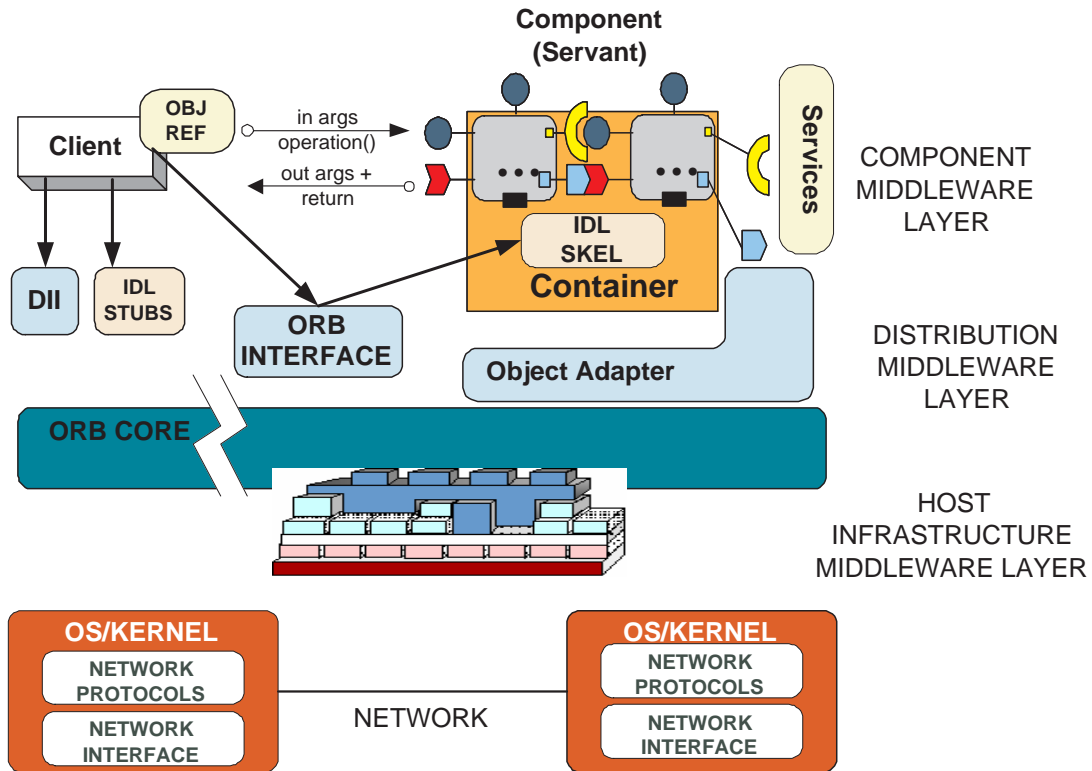 Component
(Servant)
OBJ
REF
Client
in args
operation()
out args +
return
Services
COMPONENT
MIDDLEWARE
LAYER
IDL
SKEL
Container
DII
IDL
STUBS
ORB
INTERFACE
Object Adapter
DISTRIBUTION
MIDDLEWARE
LAYER
ORB CORE
HOST
INFRASTRUCTURE
MIDDLEWARE LAYER
OS/KERNEL
NETWORK
PROTOCOLS
NETWORK
INTERFACE
NETWORK
OS/KERNEL
NETWORK
PROTOCOLS
NETWORK
INTERFACE